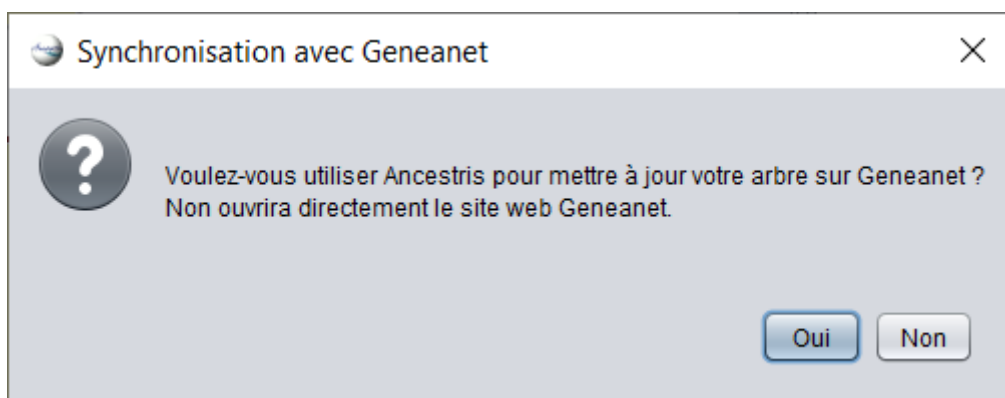 Synchronisation avec Geneanet
Voulez-vous utiliser Ancestris pour mettre à jour votre arbre sur Geneanet ?
Non ouvrira directement le site web Geneanet.
Oui
Non